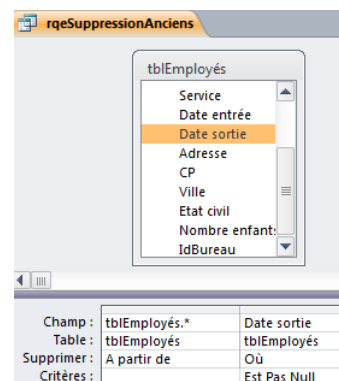 rqeSuppressionAnciens
tblEmployés
Service
Date entrée
Date sortie
Adresse
CP
Ville
Etat civil
Nombre enfants
IdBureau
Champ : tblEmployés.* Date sortie
Table : tblEmployés tblEmployés
Supprimer : A partir de Où
Critères : Est Pas Null